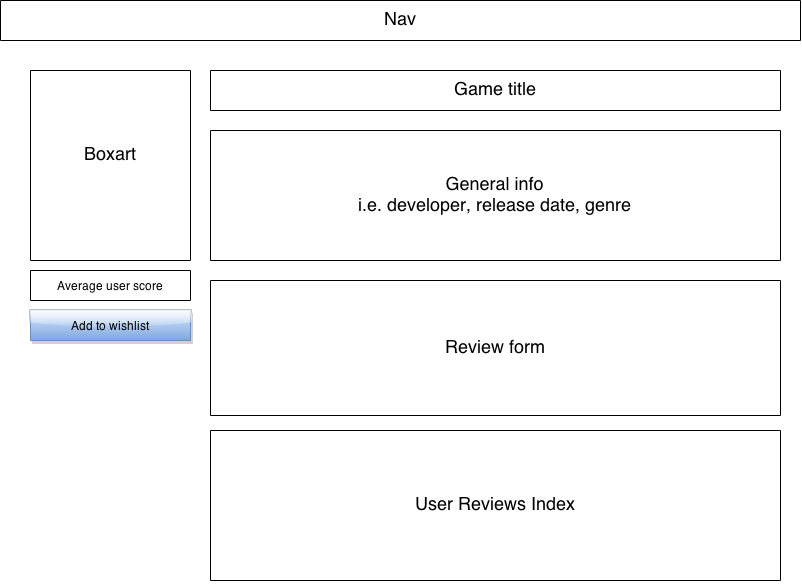 Nav
Boxart
Game title
General info
i.e. developer, release date, genre
Average user score
Add to wishlist
Review form
User Reviews Index